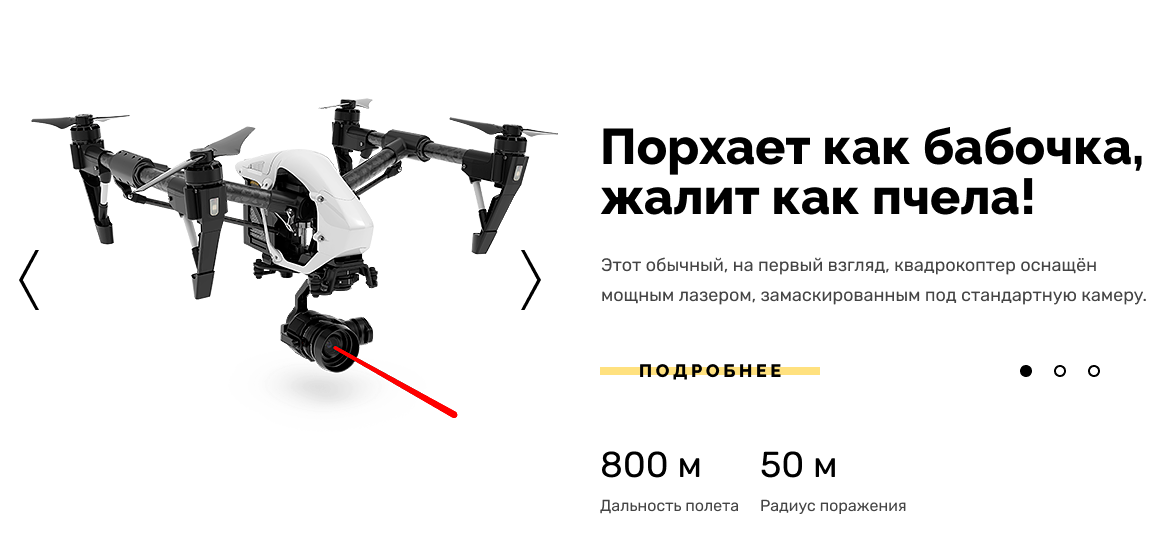 Порхает как бабочка,
жалит как пчела!
Этот обычный, на первый взгляд, квадрокоптер оснащён
мощным лазером, замаскированным под стандартную камеру.
ПОДРОБНЕЕ
800 м
50 м
Дальность полета
Радиус поражения